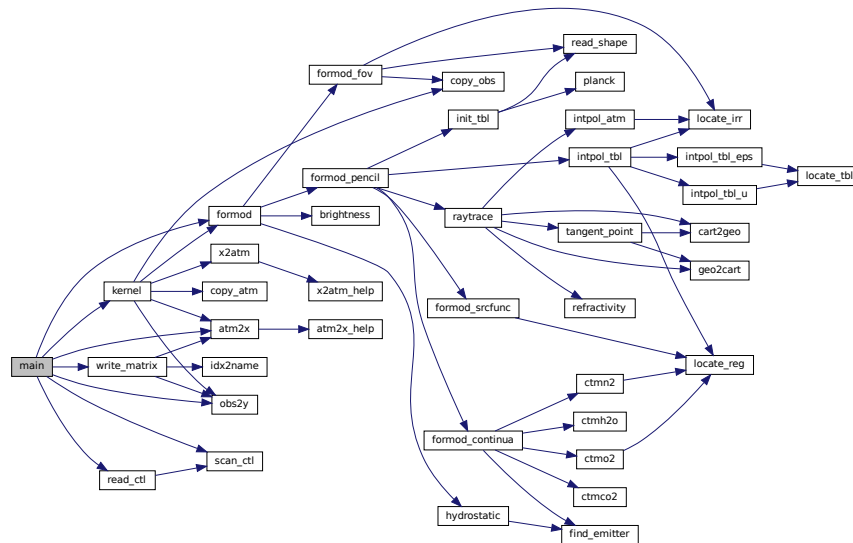 read_shape
formod_fov
copy_obs
planck
init_tbl
intpol_atm
locate_irr
intpol_tbl
intpol_tbl_eps
locate_tbl
formod_pencil
intpol_tbl_u
formod
brightness
raytrace
tangent_point
cart2geo
x2atm
geo2cart
kernel
copy_atm
x2atm_help
formod_srcfunc
refractivity
atm2x
atm2x_help
main
write_matrix
idx2name
locate_reg
obs2y
ctmn2
ctmh2o
formod_continua
ctmo2
scan_ctl
read_ctl
ctmco2
hydrostatic
find_emitter